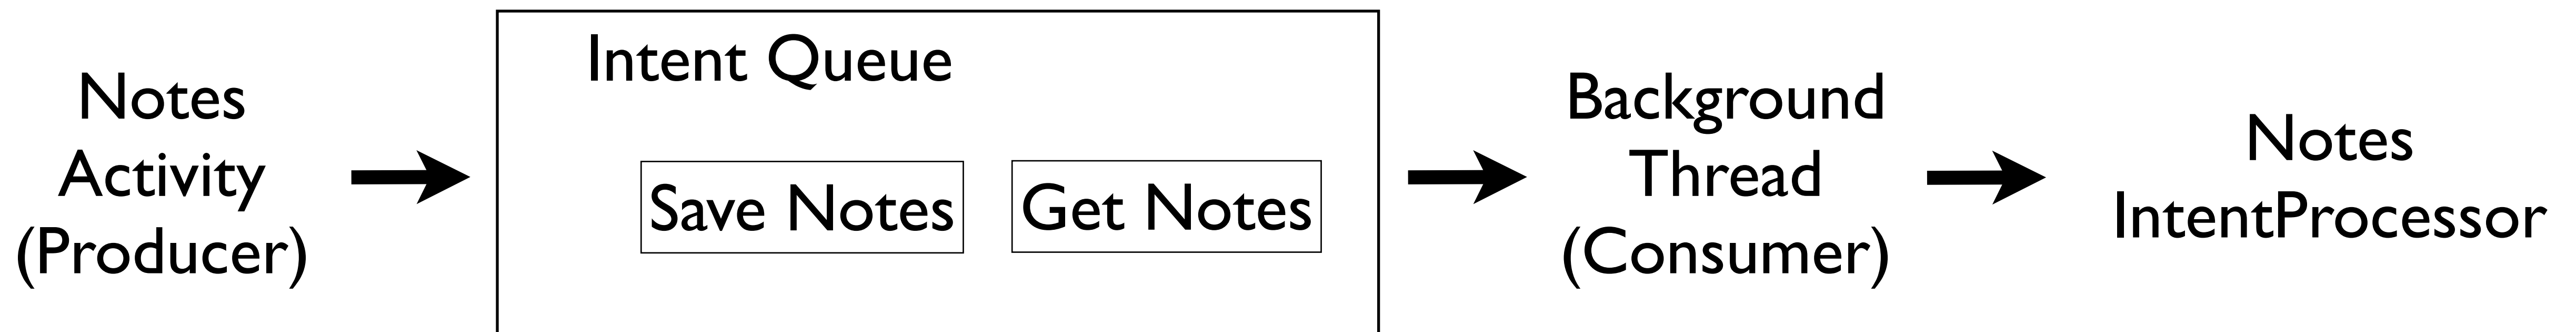 Notes
Activity
(Producer)
Intent Queue
Save Notes
Get Notes
Background
Thread
(Consumer)
Notes
IntentProcessor